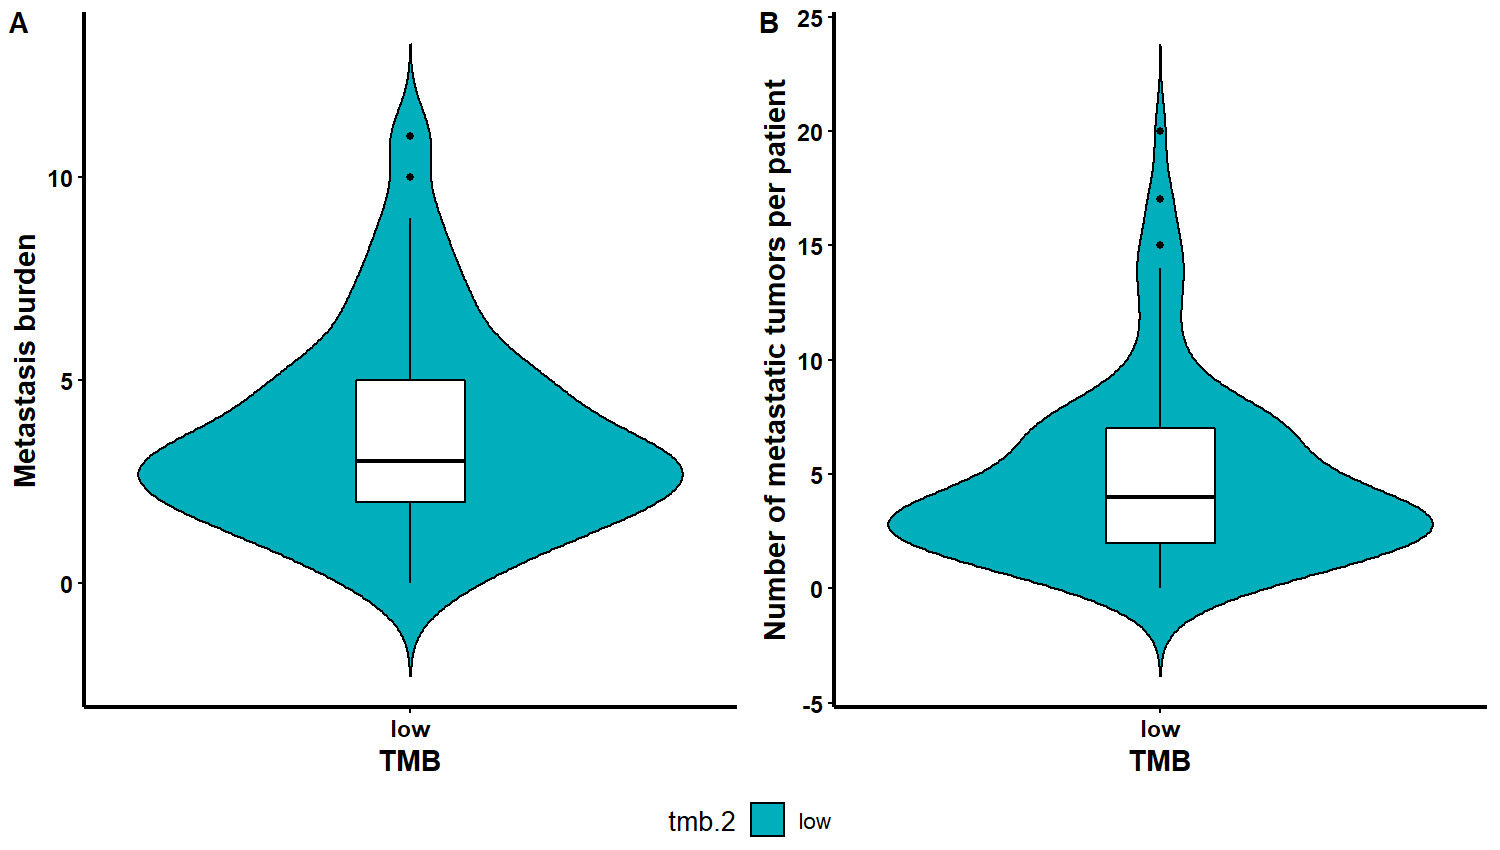 A
Metastasis burden
10
5
0
low
TMB
B
Number of metastatic tumors per patient
25
20
15
10
5
0
-5
low
TMB
tmb.2 low